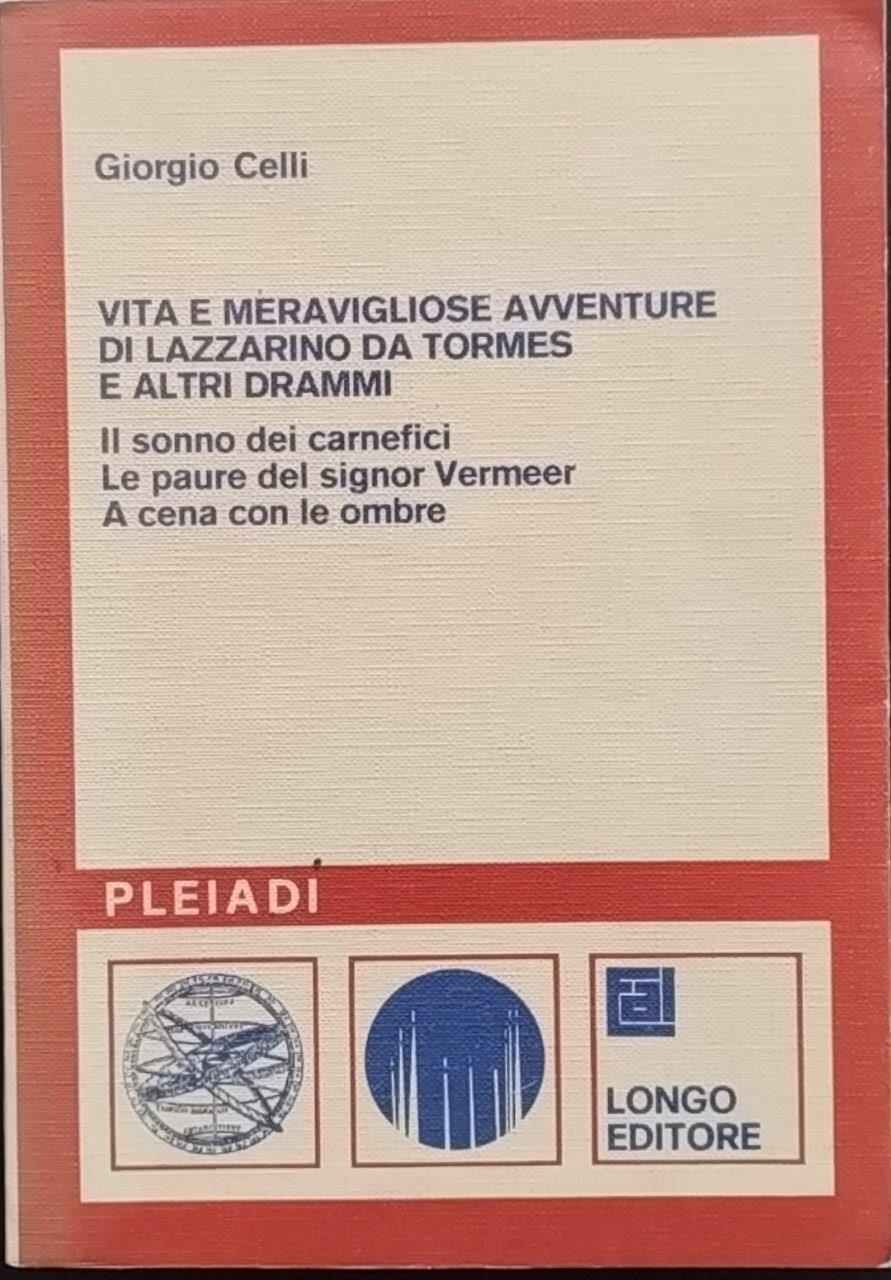 Giorgio Celli
VITA E MERAVIGLIOSE AVVENTURE
DI LAZZARINO DA TORMES
E ALTRI DRAMMI
Il sonno dei carnefici
Le paure del signor Vermeer
A cena con le ombre
PLEIADI
LONGO
EDITORE